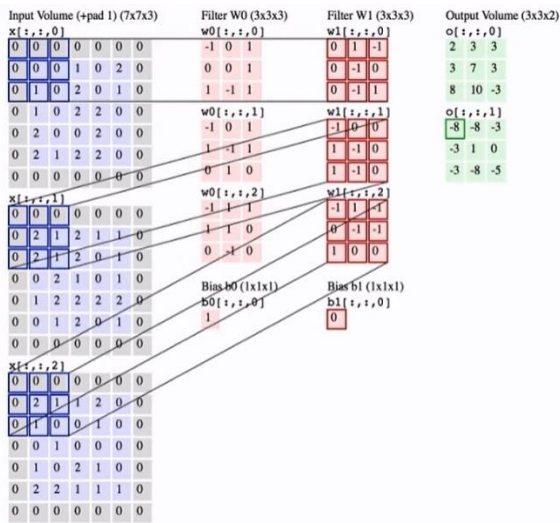 Input Volume (+pad 1) (7x7x3)
x[:,:,0]
0 0 0 0 0 0 0
0 0 0 1 0 2 0
0 1 0 2 0 1 0
0 1 0 2 2 0 0
0 2 0 0 2 0 0
0 2 1 2 2 0 0
0 0 0 0 0 0 0
x[:,:,1]
0 0 0 0 0 0 0
0 2 1 2 1 1 0
0 2 1 2 0 1 0
0 0 2 1 0 1 0
0 1 2 2 2 2 0
0 0 1 2 0 1 0
0 0 0 0 0 0 0
x[:,:,2]
0 0 0 0 0 0 0
0 2 1 1 2 0 0
0 1 0 0 1 0 0
0 0 1 0 0 0 0
0 1 0 2 1 0 0
0 2 2 1 1 1 0
0 0 0 0 0 0 0
Filter W0 (3x3x3)
w0[:,:,0]
-1 0 1
0 0 1
1 -1 1
w0[:,:,1]
-1 0 1
1 -1 1
0 1 0
w0[:,:,2]
-1 1 1
1 1 0
0 -1 0
Bias b0 (1x1x1)
b0[:,:,0]
1
Filter W1 (3x3x3)
w1[:,:,0]
0 1 -1
0 -1 0
0 -1 1
w1[:,:,1]
-1 0 0
1 -1 0
1 -1 0
w1[:,:,2]
-1 1 -1
0 -1 -1
1 0 0
Bias b1 (1x1x1)
b1[:,:,0]
0
Output Volume (3x3x2)
o[:,:,0]
2 3 3
3 7 3
8 10 -3
o[:,:,1]
-8 -8 -3
-3 1 0
-3 -8 -5